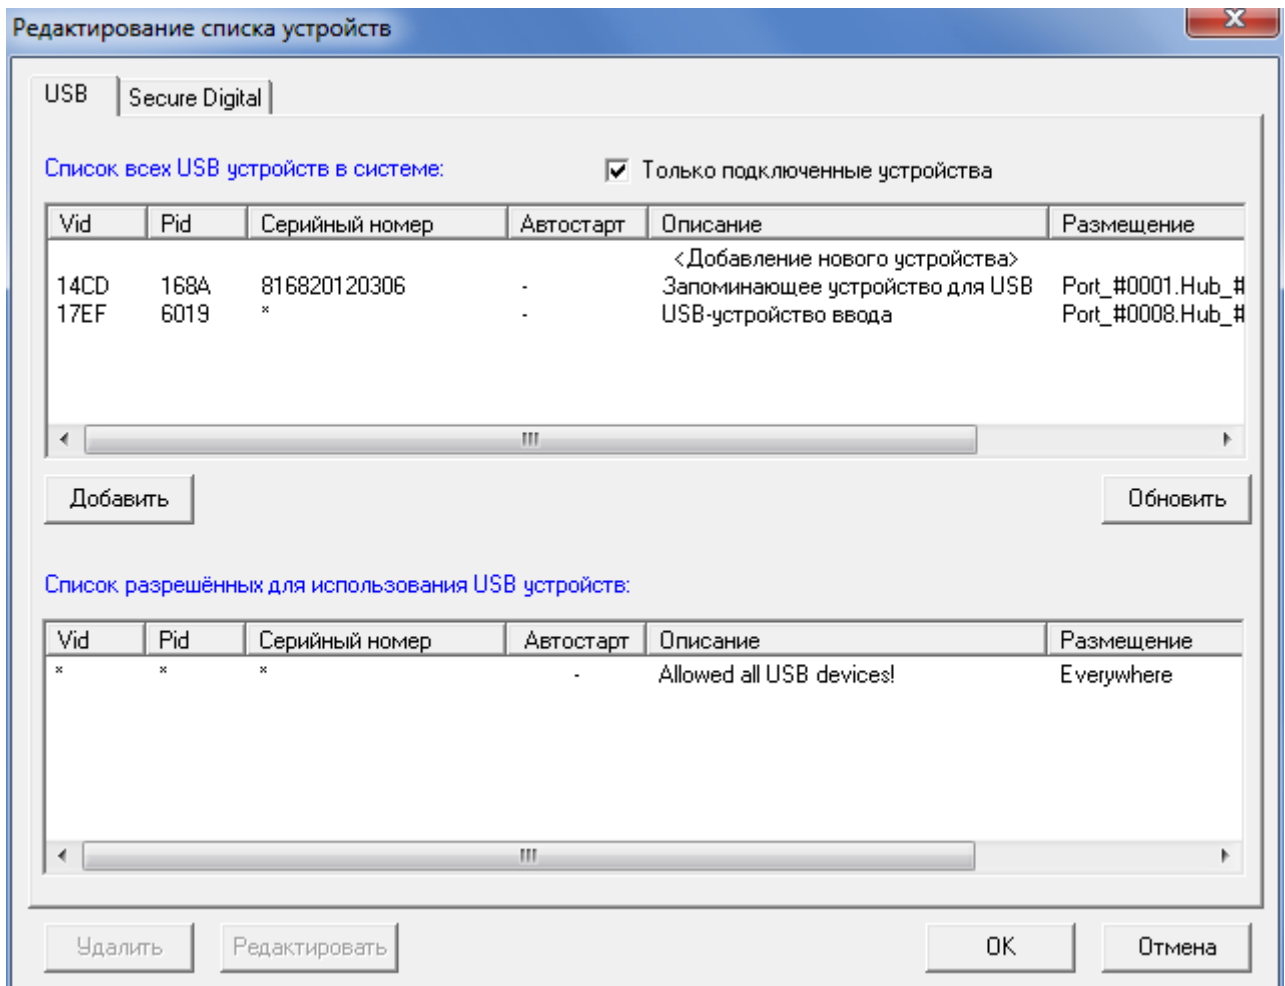 Редактирование списка устройств
USB Secure Digital
Список всех USB устройств в системе: Только подключенные устройства
Vid Pid Серийный номер Автостарт Описание Размещение
<Добавление нового устройства>
14CD 168A 816820120306 - Запоминающее устройство для USB Port_#0001.Hub_#
17EF 6019 * - USB-устройство ввода Port_#0008.Hub_#
Добавить Обновить
Список разрешённых для использования USB устройств:
Vid Pid Серийный номер Автостарт Описание Размещение
* * * - Allowed all USB devices! Everywhere
Удалить Редактировать OK Отмена